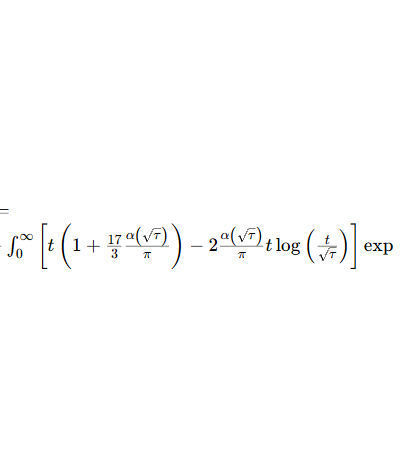 =
∫₀^∞ [t (1 + 17/3 α(√τ)/π) − 2 α(√τ)/π t log (t/√τ)] exp